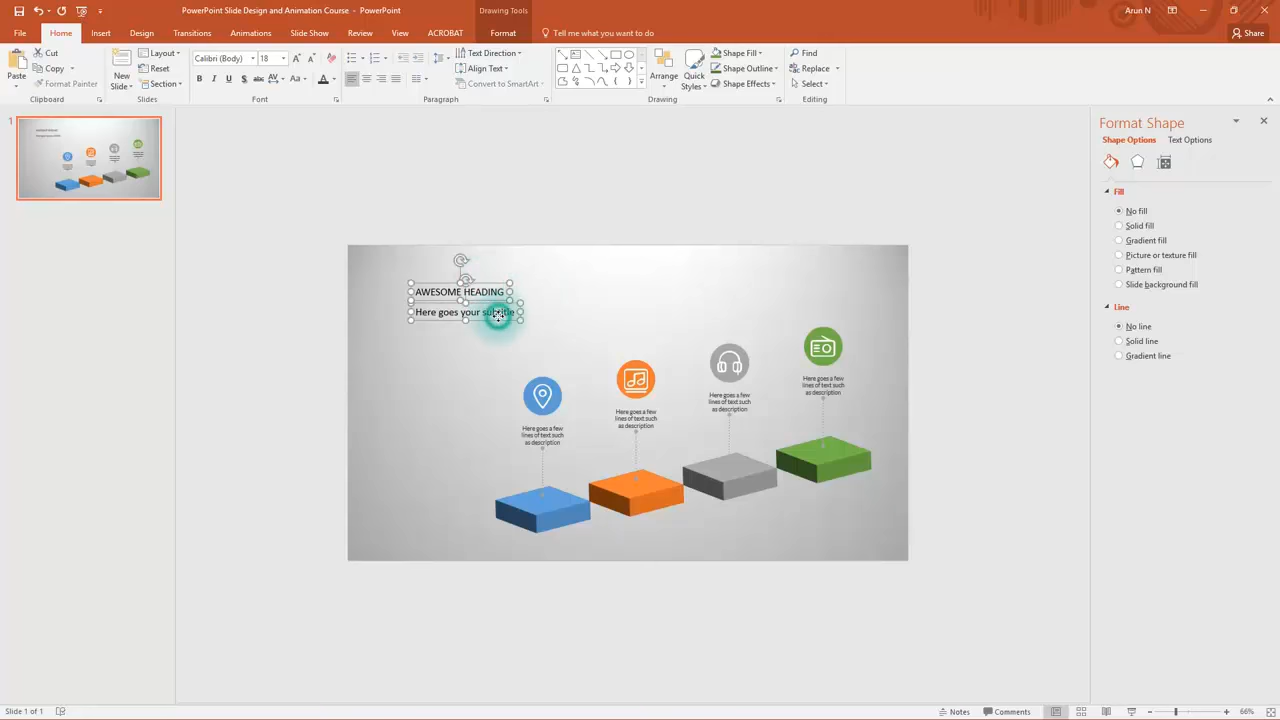 PowerPoint Slide Design and Animation Course - PowerPoint
Drawing Tools
Arun N
File Home Insert Design Transitions Animations Slide Show Review View ACROBAT Format Tell me what you want to do Share
Paste
Cut
Copy
Format Painter
Clipboard
New
Slide
Layout
Reset
Section
Slides
Calibri (Body) 18
B I U S abc AV Aa A
Font
Text Direction
Align Text
Convert to SmartArt
Paragraph
Arrange
Quick
Styles
Shape Fill
Shape Outline
Shape Effects
Drawing
Find
Replace
Select
Editing
1
AWESOME HEADING
Here goes your subtitle
Here goes a few
lines of text such
as description
Here goes a few
lines of text such
as description
Here goes a few
lines of text such
as description
Here goes a few
lines of text such
as description
Format Shape
Shape Options Text Options
Fill
No fill
Solid fill
Gradient fill
Picture or texture fill
Pattern fill
Slide background fill
Line
No line
Solid line
Gradient line
Slide 1 of 1
Notes
Comments
66%